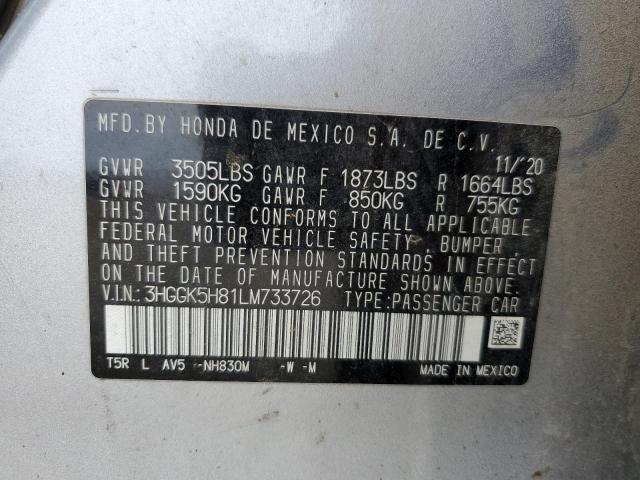 MFD. BY HONDA DE MEXICO S.A. DE C.V.
11/'20
GVWR 3505LBS GAWR F 1873LBS R 1664LBS
GVWR 1590KG GAWR F 850KG R 755KG
THIS VEHICLE CONFORMS TO ALL APPLICABLE
FEDERAL MOTOR VEHICLE SAFETY, BUMPER,
AND THEFT PREVENTION STANDARDS IN EFFECT
ON THE DATE OF MANUFACTURE SHOWN ABOVE.
V.I.N.: 3HGGK5H81LM733726 TYPE:PASSENGER CAR
T5R L AV5 --NH830M -W -M MADE IN MEXICO